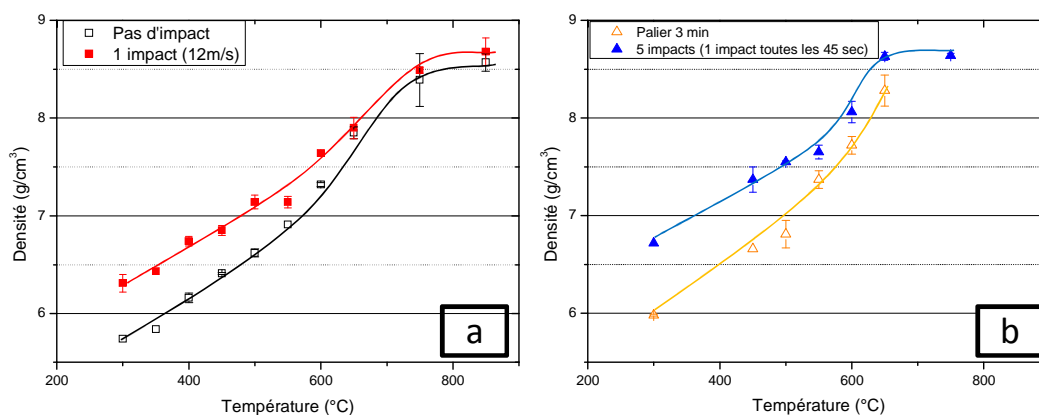 9
8
7
6
Densité (g/cm³)
Pas d'impact
1 impact (12m/s)
a
200 400 600 800
Température (°C)
9
8
7
6
Densité (g/cm³)
Palier 3 min
5 impacts (1 impact toutes les 45 sec)
b
200 400 600 800
Température (°C)